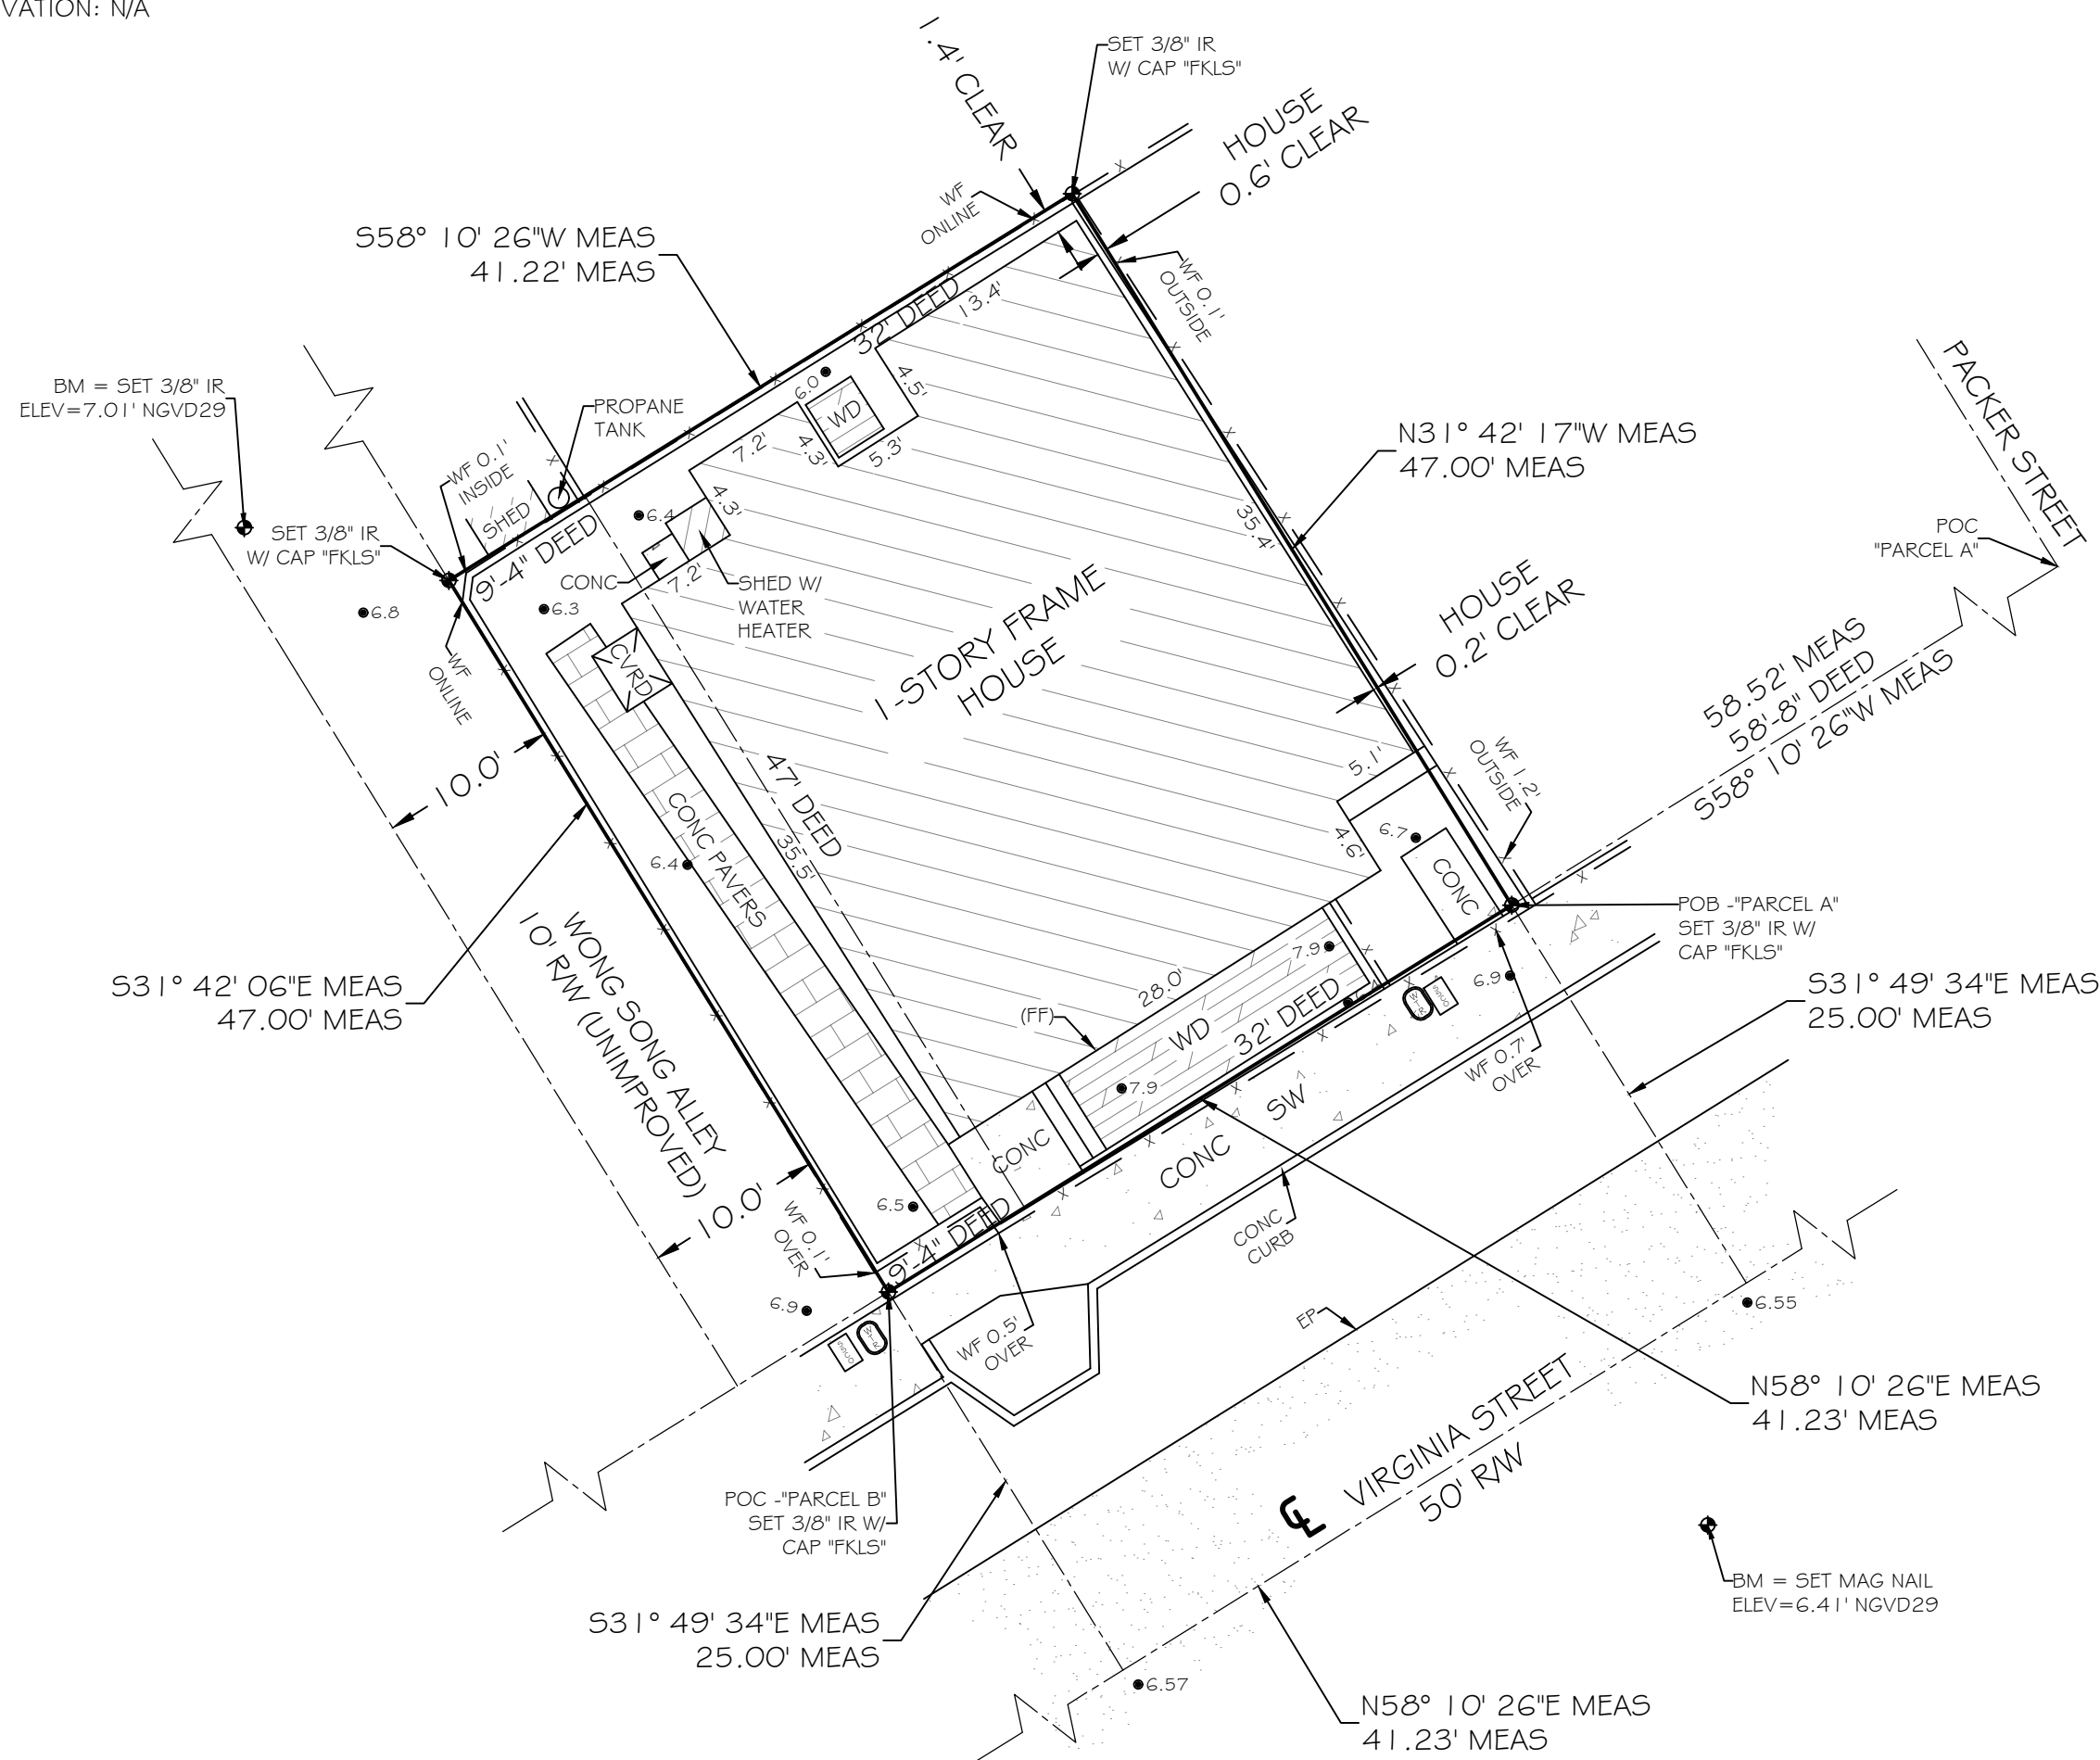 VATION: N/A
SET 3/8" IR
W/ CAP "FKLS"
1.4' CLEAR
HOUSE
0.6' CLEAR
WF
ONLINE
S58° 10' 26"W MEAS
41.22' MEAS
WF 0.1'
OUTSIDE
32' DEED
13.4'
BM = SET 3/8" IR
ELEV=7.01' NGVD29
PROPANE
TANK
6.0
WD
4.5'
5.3'
4.3'
7.2'
N31° 42' 17"W MEAS
47.00' MEAS
PACKER STREET
POC
"PARCEL A"
WF 0.1'
INSIDE
SHED
SET 3/8" IR
W/ CAP "FKLS"
9'-4" DEED
6.4
4.3'
35.4'
CONC
7.2'
SHED W/
WATER
HEATER
6.8
6.3
CVRD
WF
ONLINE
1-STORY FRAME
HOUSE
HOUSE
0.2' CLEAR
58.52' MEAS
58'-8" DEED
S58° 10' 26"W MEAS
10.0'
47' DEED
35.5'
CONC PAVERS
6.4
5.1'
4.6'
6.7
CONC
WF 1.2'
OUTSIDE
POB -"PARCEL A"
SET 3/8" IR W/
CAP "FKLS"
WONG SONG ALLEY
10' R/W (UNIMPROVED)
S31° 42' 06"E MEAS
47.00' MEAS
28.0'
(FF)
WD
7.9
32' DEED
7.9
WTR
6.9
S31° 49' 34"E MEAS
25.00' MEAS
WF 0.7'
OVER
CONC
CONC SW
10.0'
6.5
9'-4" DEED
WF 0.1'
OVER
CONC
CURB
6.9
WTR
WF 0.5'
OVER
EP
6.55
N58° 10' 26"E MEAS
41.23' MEAS
VIRGINIA STREET
50' R/W
CL
POC -"PARCEL B"
SET 3/8" IR W/
CAP "FKLS"
BM = SET MAG NAIL
ELEV=6.41' NGVD29
S31° 49' 34"E MEAS
25.00' MEAS
6.57
N58° 10' 26"E MEAS
41.23' MEAS